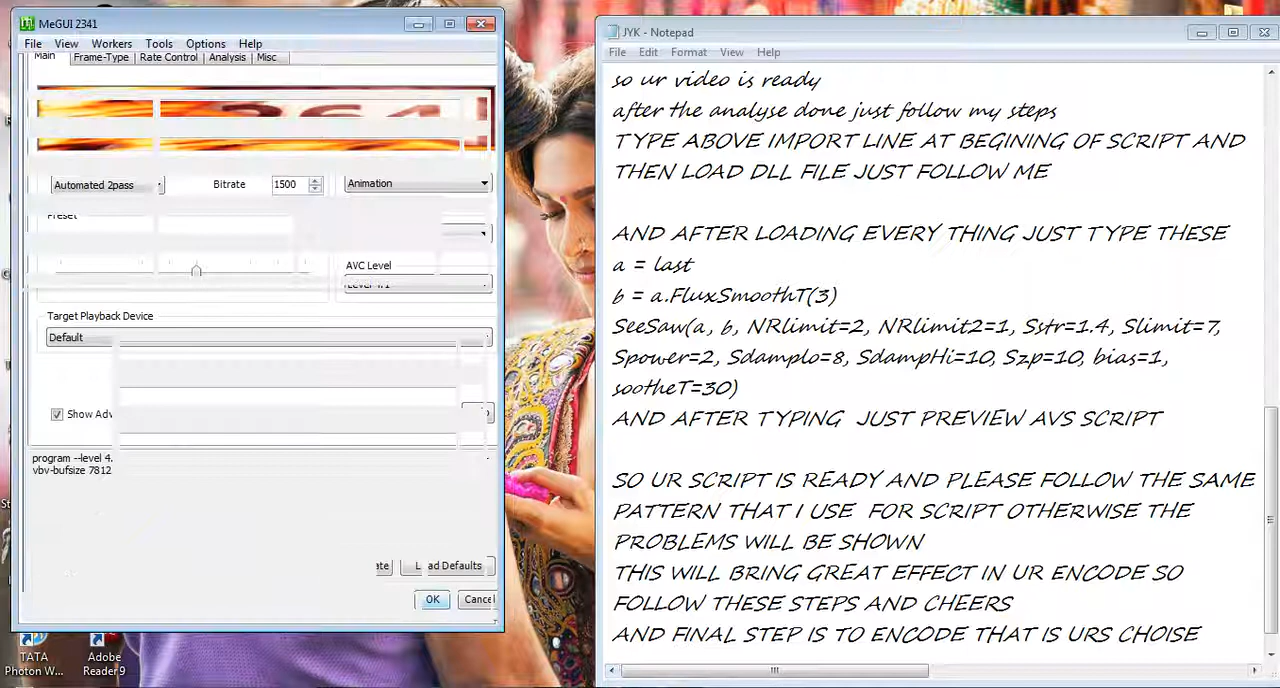 MeGUI 2341
File View Workers Tools Options Help
Main Frame-Type Rate Control Analysis Misc
264
Automated 2pass Bitrate 1500 Animation
Preset
AVC Level
Level 4.1
Target Playback Device
Default
Show Adv
program --level 4.
vbv-bufsize 7812
Load Defaults
OK Cancel
TATA Photon W...
Adobe Reader 9
JYK - Notepad
File Edit Format View Help
so ur video is ready
after the analyse done just follow my steps
TYPE ABOVE IMPORT LINE AT BEGINING OF SCRIPT AND
THEN LOAD DLL FILE JUST FOLLOW ME
AND AFTER LOADING EVERY THING JUST TYPE THESE
a = last
b = a.FluxSmoothT(3)
SeeSaw(a, b, NRlimit=2, NRlimit2=1, Sstr=1.4, Slimit=7,
Spower=2, Sdamplo=8, SdampHi=10, Szp=10, bias=1,
sootheT=30)
AND AFTER TYPING JUST PREVIEW AVS SCRIPT
SO UR SCRIPT IS READY AND PLEASE FOLLOW THE SAME
PATTERN THAT I USE FOR SCRIPT OTHERWISE THE
PROBLEMS WILL BE SHOWN
THIS WILL BRING GREAT EFFECT IN UR ENCODE SO
FOLLOW THESE STEPS AND CHEERS
AND FINAL STEP IS TO ENCODE THAT IS URS CHOISE